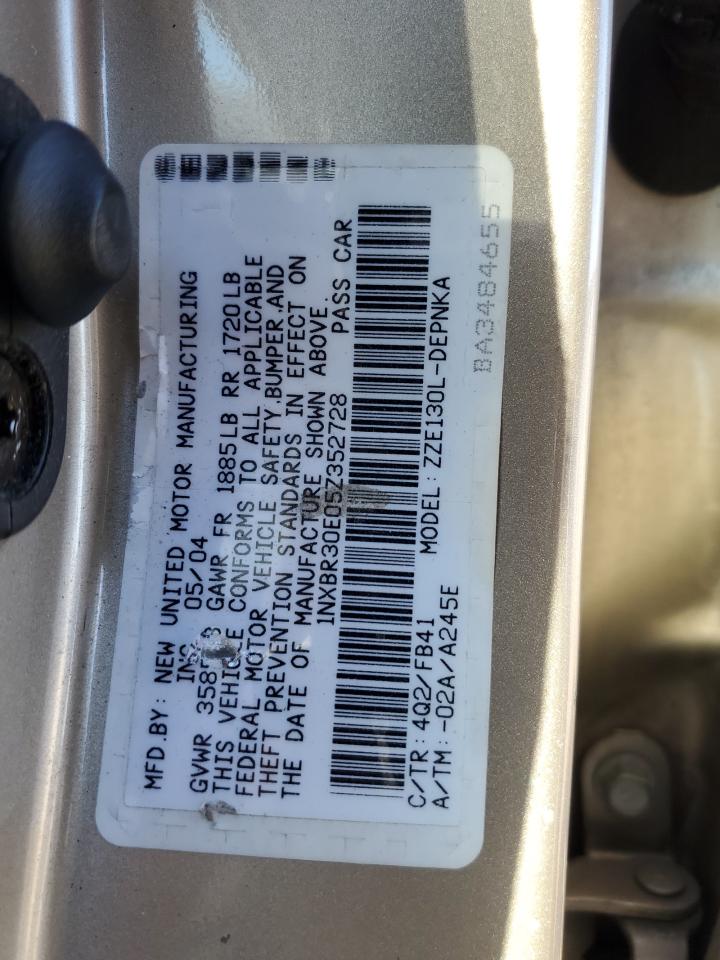 MFD.BY: NEW UNITED MOTOR MANUFACTURING
05/04
GVWR GAWR FR 1885LB RR 1720LB
THIS VEHICLE CONFORMS TO ALL APPLICABLE
FEDERAL MOTOR VEHICLE SAFETY,BUMPER,AND
THEFT PREVENTION STANDARDS IN EFFECT ON
THE DATE OF MANUFACTURE SHOWN ABOVE.
1NXBR30E05Z352728 PASS CAR
C/TR: 4Q2/FB41 MODEL: ZZE130L-DEPNKA
A/TM: -02A/A245E
BA3484655